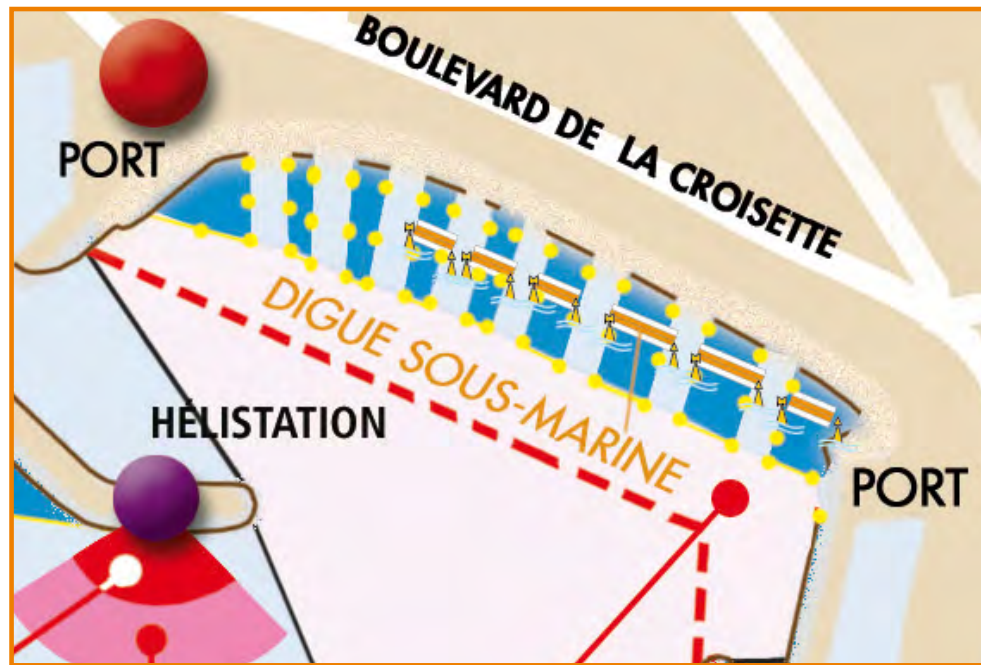 BOULEVARD DE LA CROISETTE
PORT
DIGUE SOUS-MARINE
HÉLISTATION
PORT